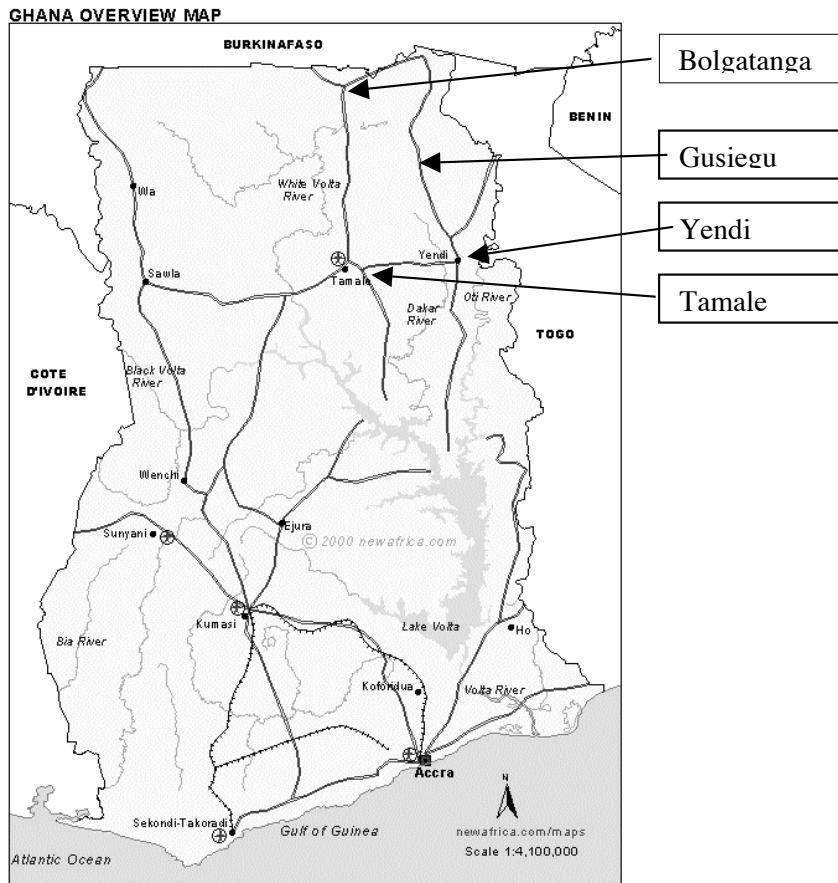 GHANA OVERVIEW MAP
BURKINAFASO
Bolgatanga
BENIN
Gusiegu
Wa
White Volta
River
Yendi
Yendi
Sawla
Tamale
Oti River
Tamale
Dakar
River
TOGO
COTE
D'IVOIRE
Black Volta
River
Wenchi
Ejura
Sunyani
© 2000 newafrica.com
Kumasi
Lake Volta
Ho
Bia River
Koforidua
Volta River
Accra
N
Sekondi-Takoradi
Gulf of Guinea
newafrica.com/maps
Atlantic Ocean
Scale 1:4,100,000